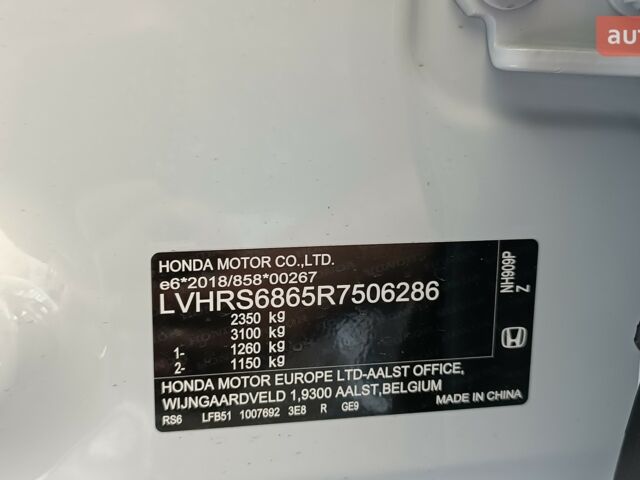 auto
HONDA MOTOR CO.,LTD.
e6*2018/858*00267
LVHRS6865R7506286
2350 kg
3100 kg
1- 1260 kg
2- 1150 kg
HONDA MOTOR EUROPE LTD-AALST OFFICE,
WIJNGAARDVELD 1,9300 AALST,BELGIUM
RS6 LFB51 1007692 3E8 R GE9
MADE IN CHINA
NH909P
Z